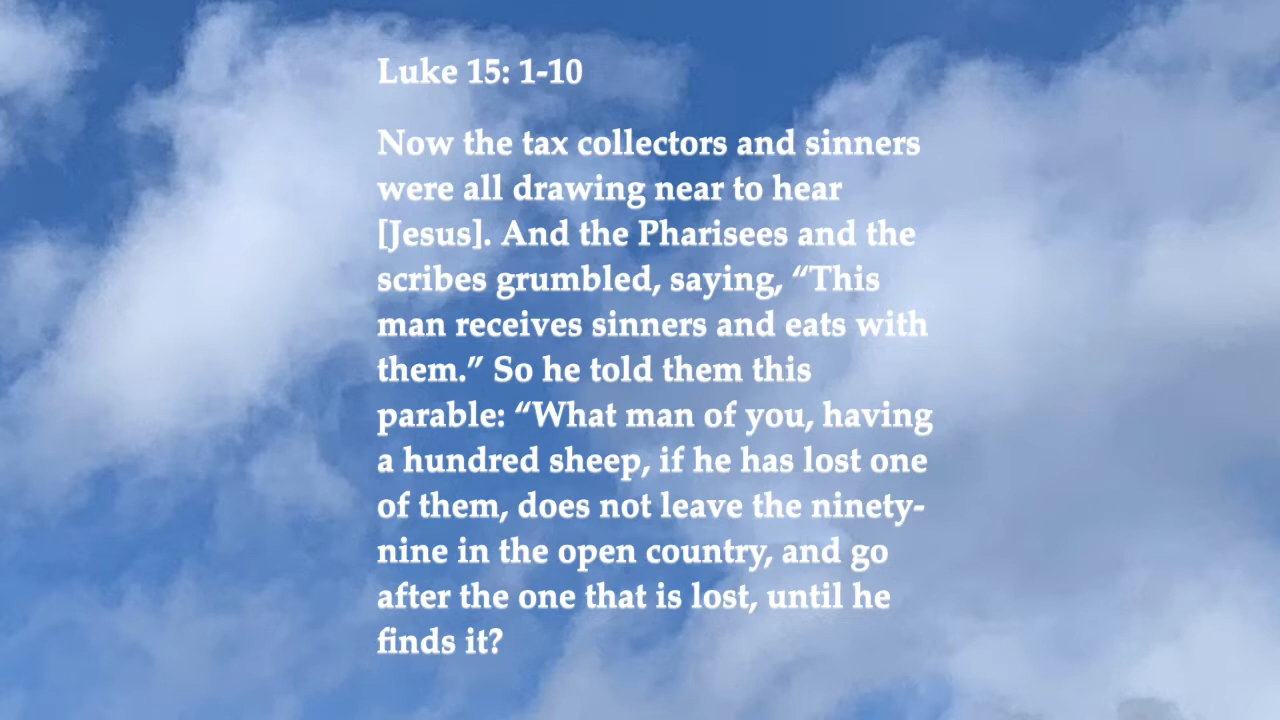 Luke 15: 1-10
Now the tax collectors and sinners
were all drawing near to hear
[Jesus]. And the Pharisees and the
scribes grumbled, saying, “This
man receives sinners and eats with
them.” So he told them this
parable: “What man of you, having
a hundred sheep, if he has lost one
of them, does not leave the ninety-
nine in the open country, and go
after the one that is lost, until he
finds it?